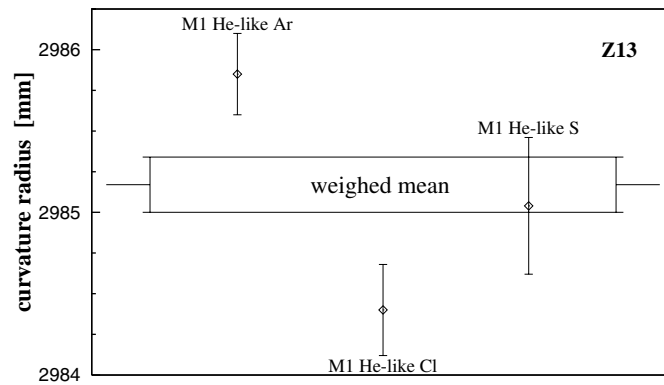 M1 He-like Ar
2986
Z13
M1 He-like S
curvature radius [mm]
weighed mean
2985
M1 He-like Cl
2984